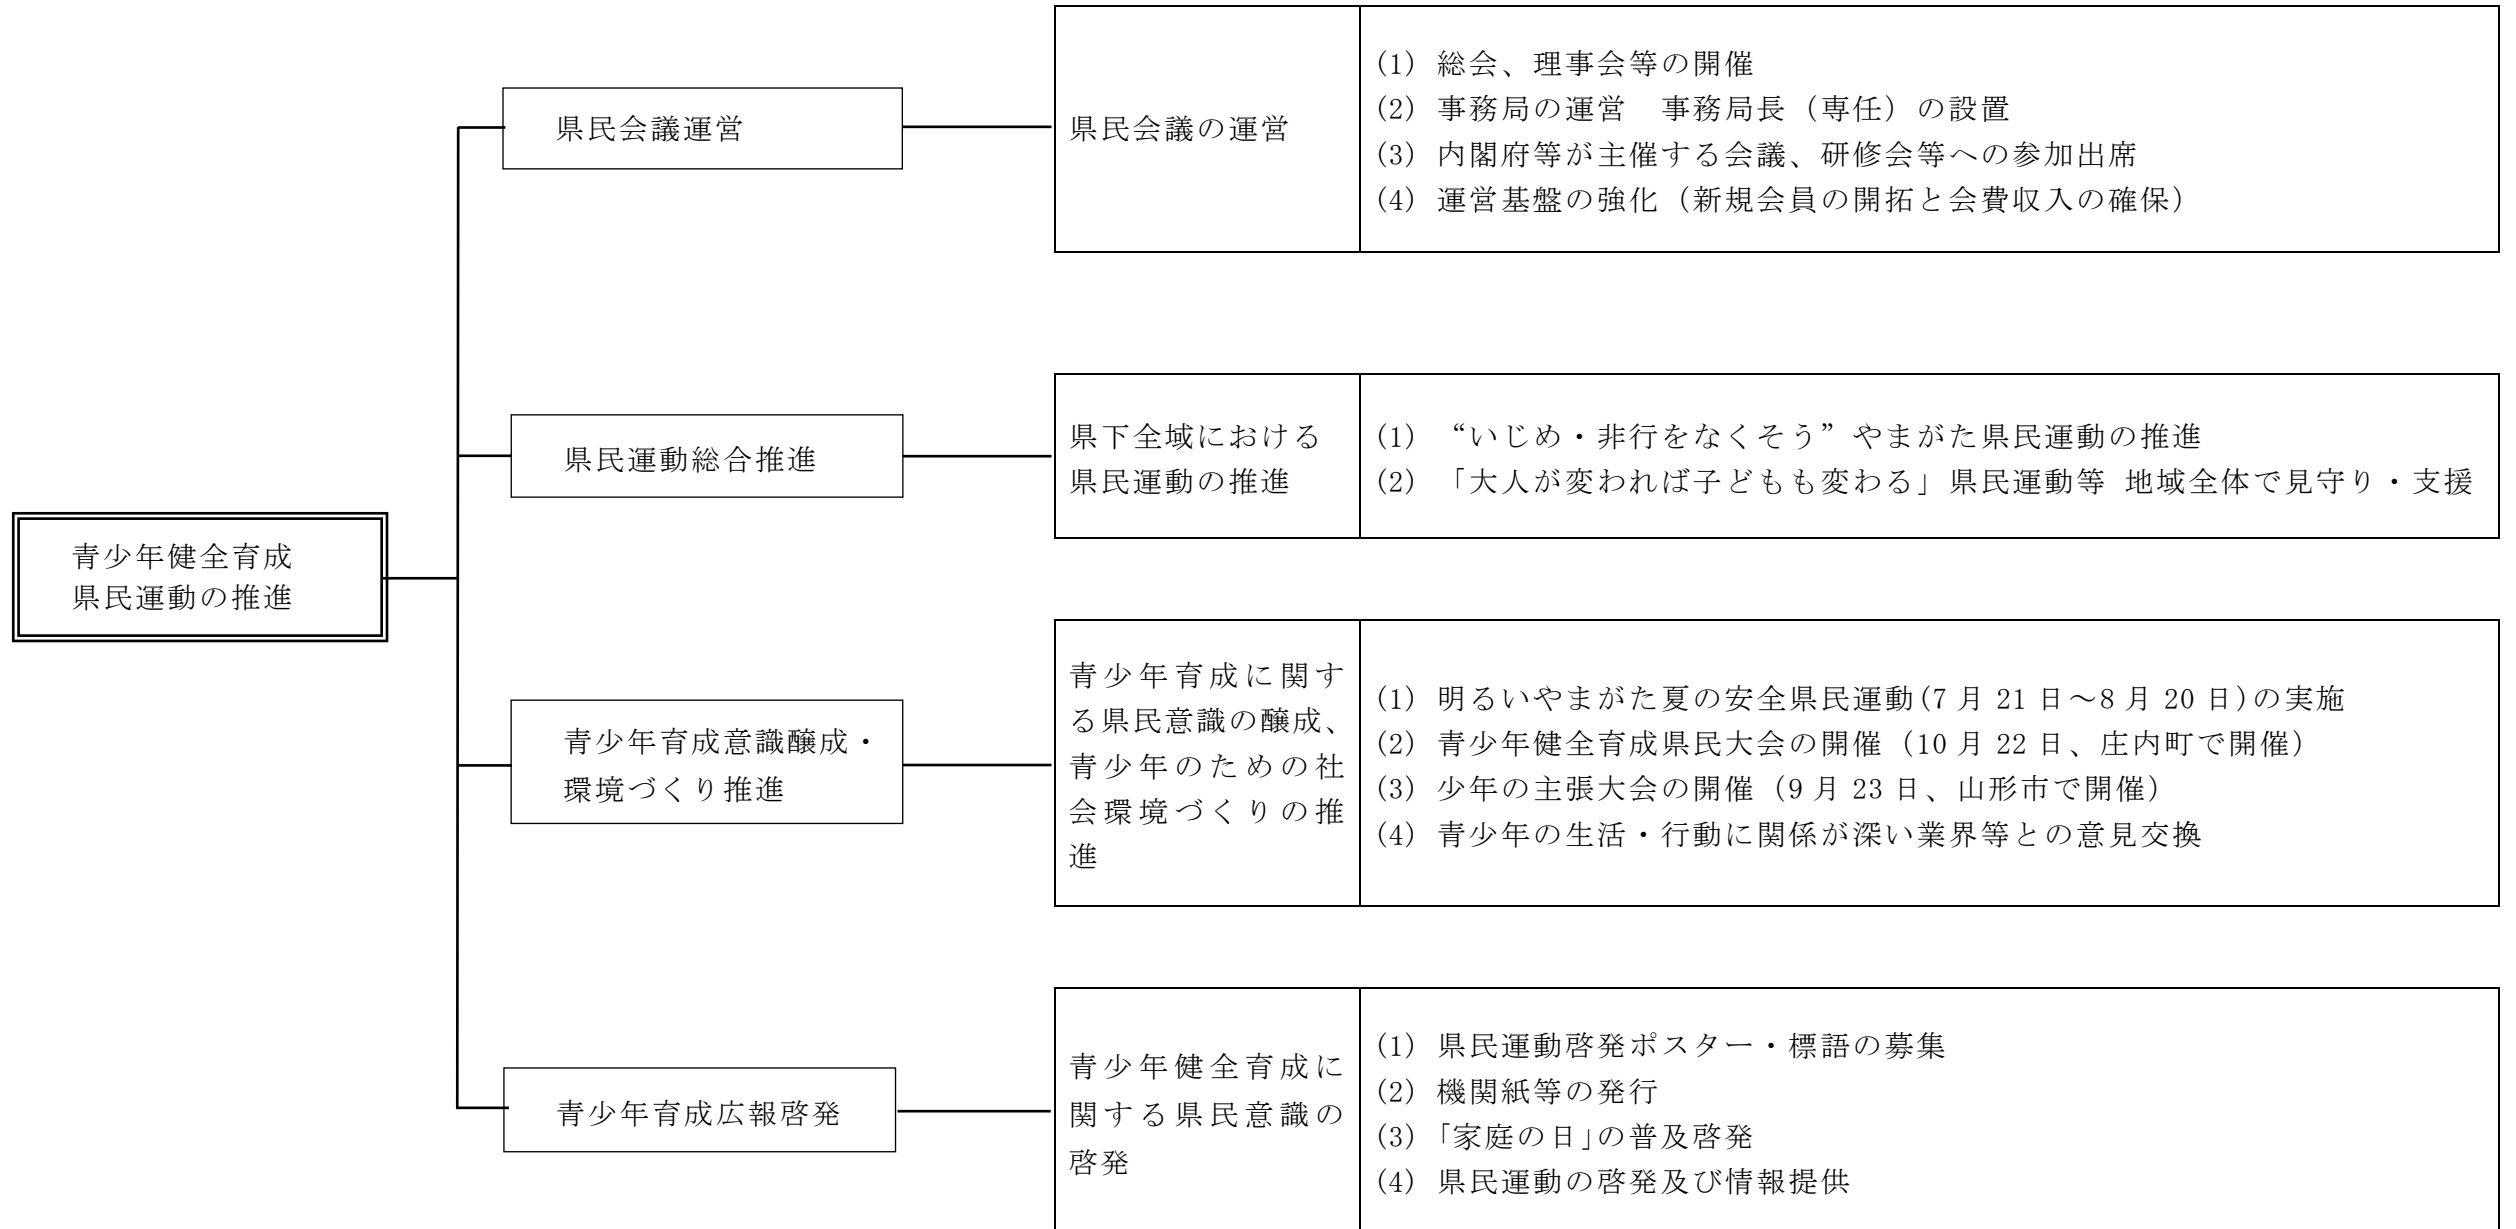 青少年健全育成
県民運動の推進
県民会議運営
県民会議の運営
(1) 総会、理事会等の開催
(2) 事務局の運営　事務局長（専任）の設置
(3) 内閣府等が主催する会議、研修会等への参加出席
(4) 運営基盤の強化（新規会員の開拓と会費収入の確保）
県民運動総合推進
県下全域における
県民運動の推進
(1) “いじめ・非行をなくそう”やまがた県民運動の推進
(2) 「大人が変われば子どもも変わる」県民運動等 地域全体で見守り・支援
青少年育成意識醸成・
環境づくり推進
青少年育成に関す
る県民意識の醸成、
青少年のための社
会環境づくりの推
進
(1) 明るいやまがた夏の安全県民運動(7 月 21 日～8 月 20 日)の実施
(2) 青少年健全育成県民大会の開催（10 月 22 日、庄内町で開催）
(3) 少年の主張大会の開催（9 月 23 日、山形市で開催）
(4) 青少年の生活・行動に関係が深い業界等との意見交換
青少年育成広報啓発
青少年健全育成に
関する県民意識の
啓発
(1) 県民運動啓発ポスター・標語の募集
(2) 機関紙等の発行
(3)「家庭の日」の普及啓発
(4) 県民運動の啓発及び情報提供